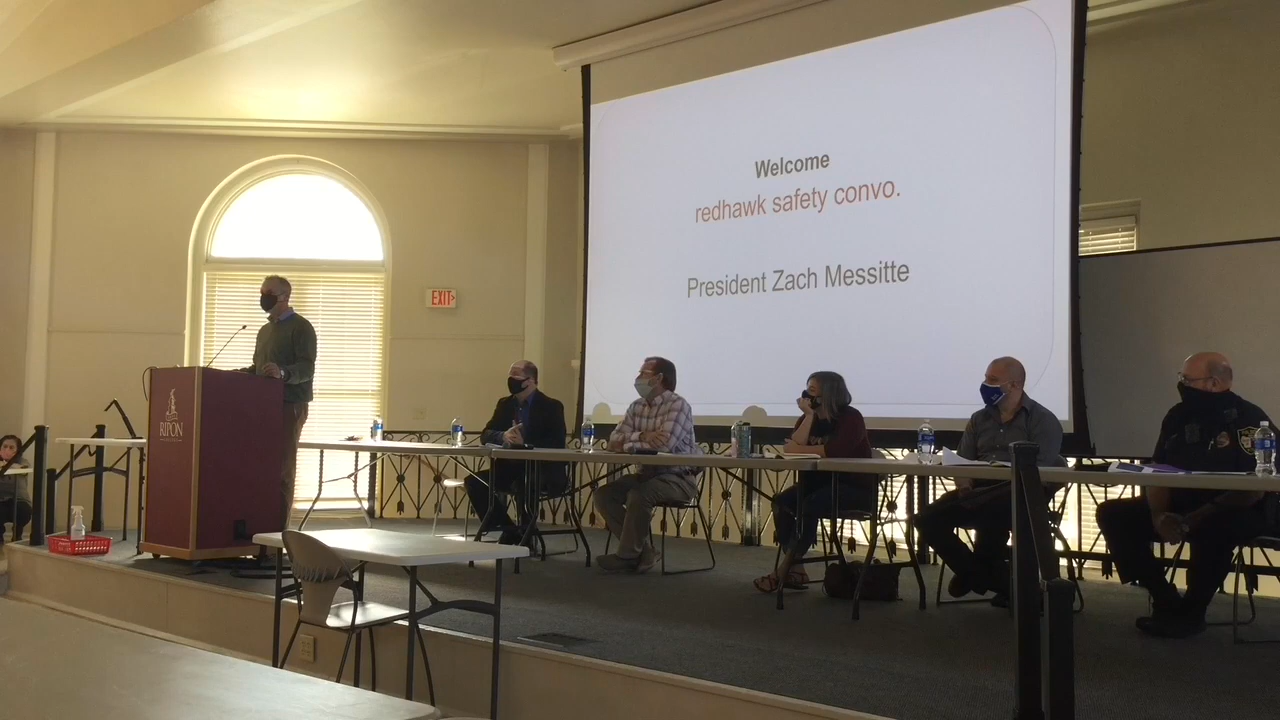 Welcome
redhawk safety convo.
President Zach Messitte
EXIT>
RIPON